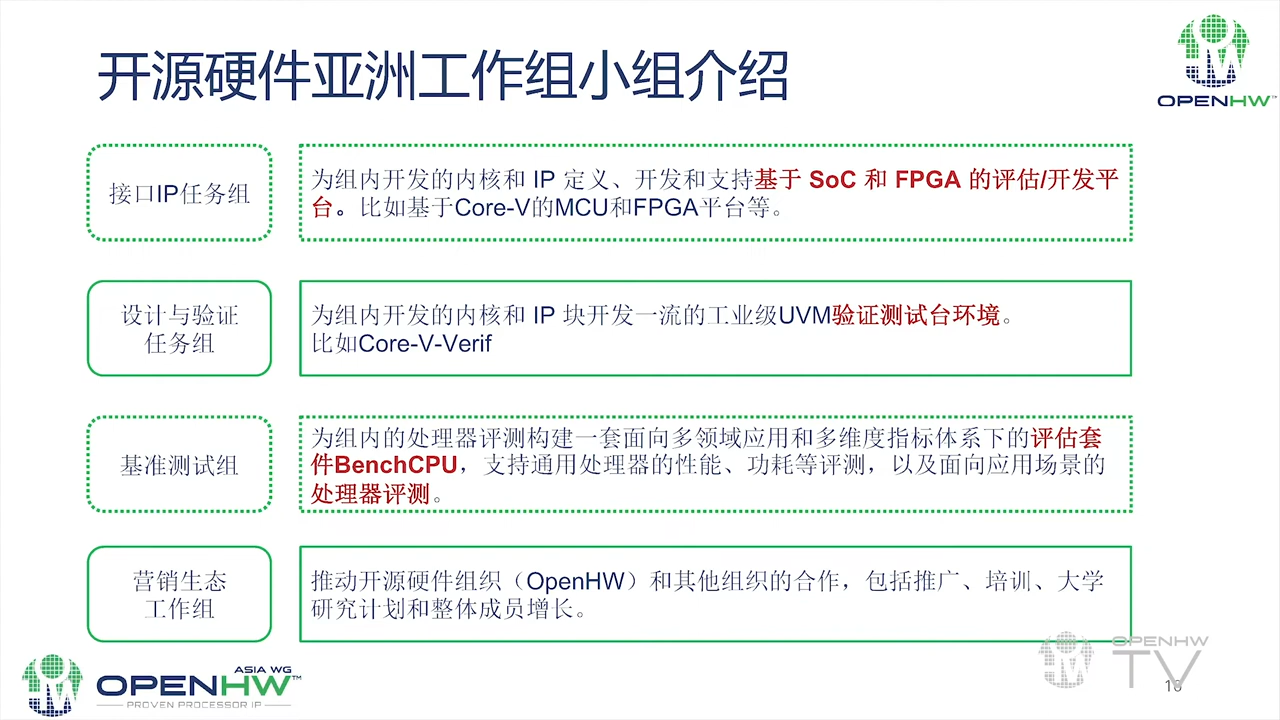 开源硬件亚洲工作组小组介绍
OPENHW™
接口IP任务组
为组内开发的内核和 IP 定义、开发和支持基于 SoC 和 FPGA 的评估/开发平
台。比如基于Core-V的MCU和FPGA平台等。
设计与验证
任务组
为组内开发的内核和 IP 块开发一流的工业级UVM验证测试台环境。
比如Core-V-Verif
基准测试组
为组内的处理器评测构建一套面向多领域应用和多维度指标体系下的评估套
件BenchCPU，支持通用处理器的性能、功耗等评测，以及面向应用场景的
处理器评测。
营销生态
工作组
推动开源硬件组织（OpenHW）和其他组织的合作，包括推广、培训、大学
研究计划和整体成员增长。
ASIA WG
OPENHW™
PROVEN PROCESSOR IP
OPENHW
TV